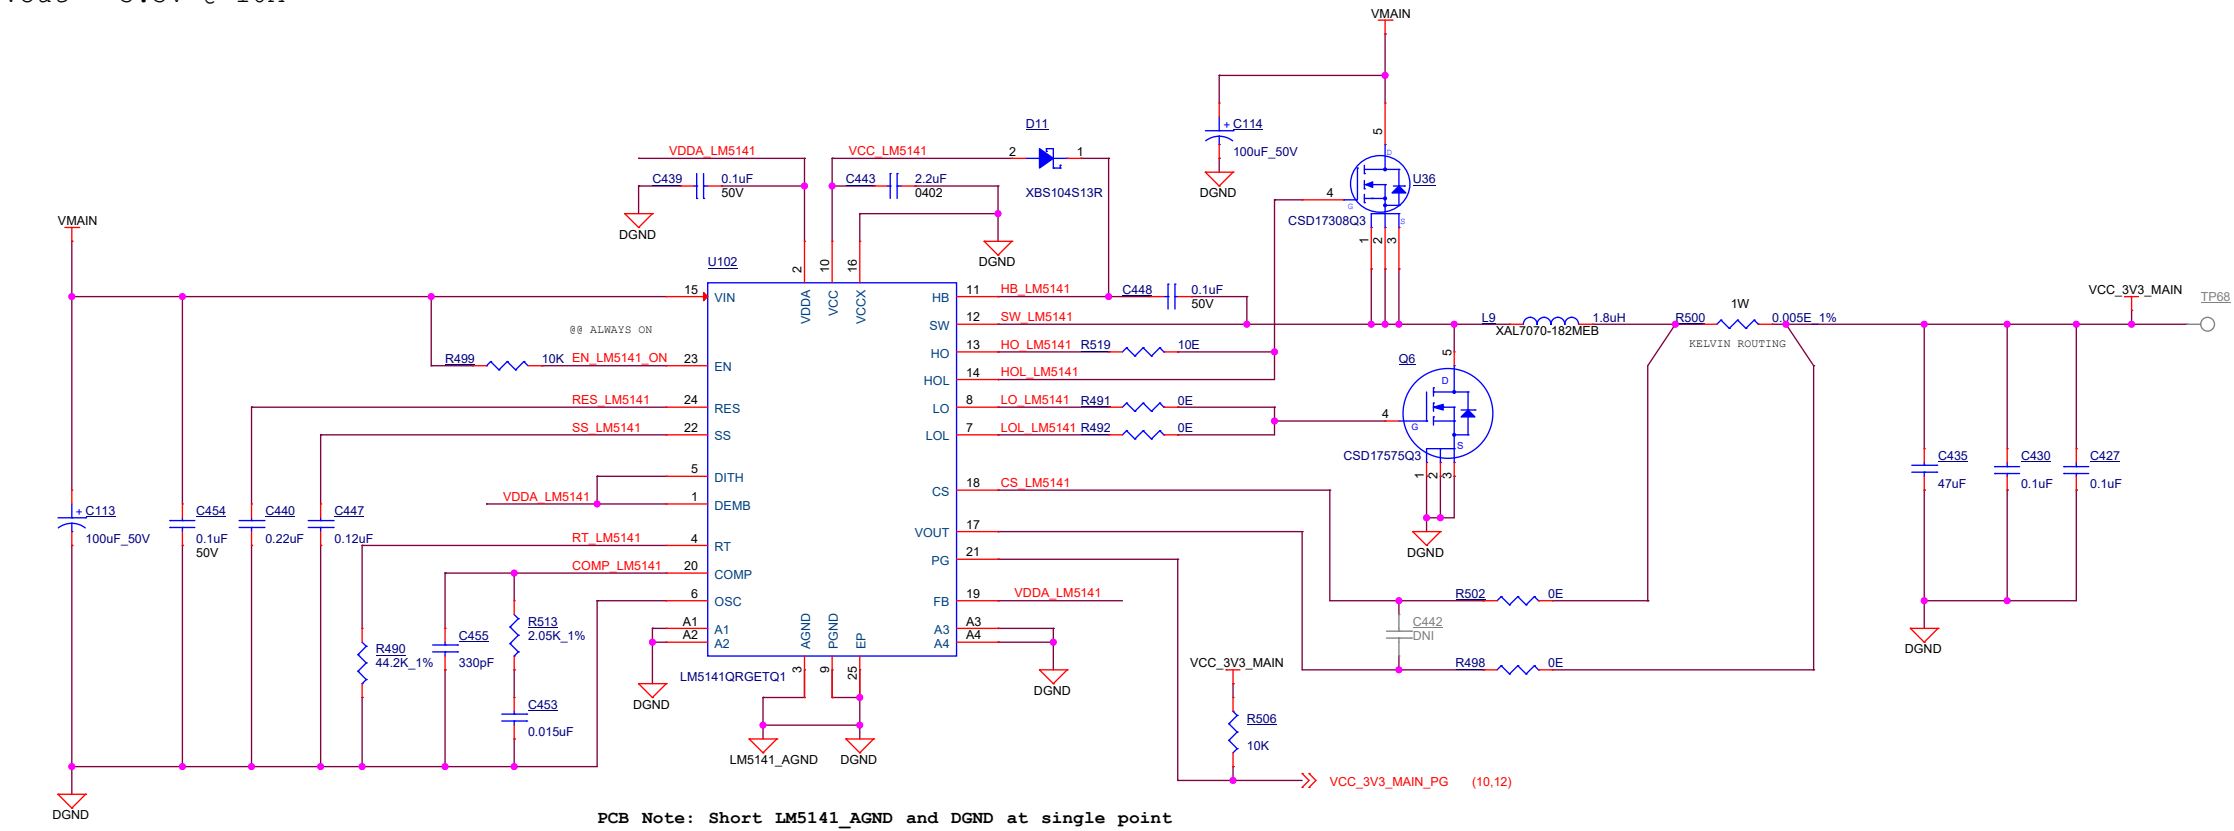 VMAIN
VMAIN
D11
VDDA_LM5141
VCC_LM5141
2
1
XBS104S13R
C439
0.1uF
50V
C443
2.2uF
0402
DGND
DGND
+
C114
100uF_50V
DGND
5
D
G
S
4
U36
CSD17308Q3
1
2
3
U102
2
10
16
VDDA
VCC
VCCX
15
VIN
@@ ALWAYS ON
R499
10K
EN_LM5141_ON
23
EN
RES_LM5141
24
RES
SS_LM5141
22
SS
5
DITH
VDDA_LM5141
1
DEMB
RT_LM5141
4
RT
COMP_LM5141
20
COMP
6
OSC
A1
A1
A2
A2
AGND
PGND
EP
3
9
25
LM5141QRGETQ1
HB
11
HB_LM5141
C448
0.1uF
50V
SW
12
SW_LM5141
HO
13
HO_LM5141
R519
10E
HOL
14
HOL_LM5141
LO
8
LO_LM5141
R491
0E
LOL
7
LOL_LM5141
R492
0E
CS
18
CS_LM5141
VOUT
17
PG
21
FB
19
VDDA_LM5141
A3
A3
A4
A4
DGND
DGND
LM5141_AGND
DGND
+
C113
100uF_50V
C454
0.1uF
50V
C440
0.22uF
C447
0.12uF
R490
44.2K_1%
C455
330pF
R513
2.05K_1%
C453
0.015uF
DGND
Q6
5
D
G
S
4
CSD17575Q3
1
2
3
DGND
L9
1.8uH
XAL7070-182MEB
1W
R500
0.005E_1%
KELVIN ROUTING
VCC_3V3_MAIN
TP68
C435
47uF
C430
0.1uF
C427
0.1uF
DGND
R502
0E
C442
DNI
R498
0E
VCC_3V3_MAIN
R506
10K
VCC_3V3_MAIN_PG (10,12)
PCB Note: Short LM5141_AGND and DGND at single point